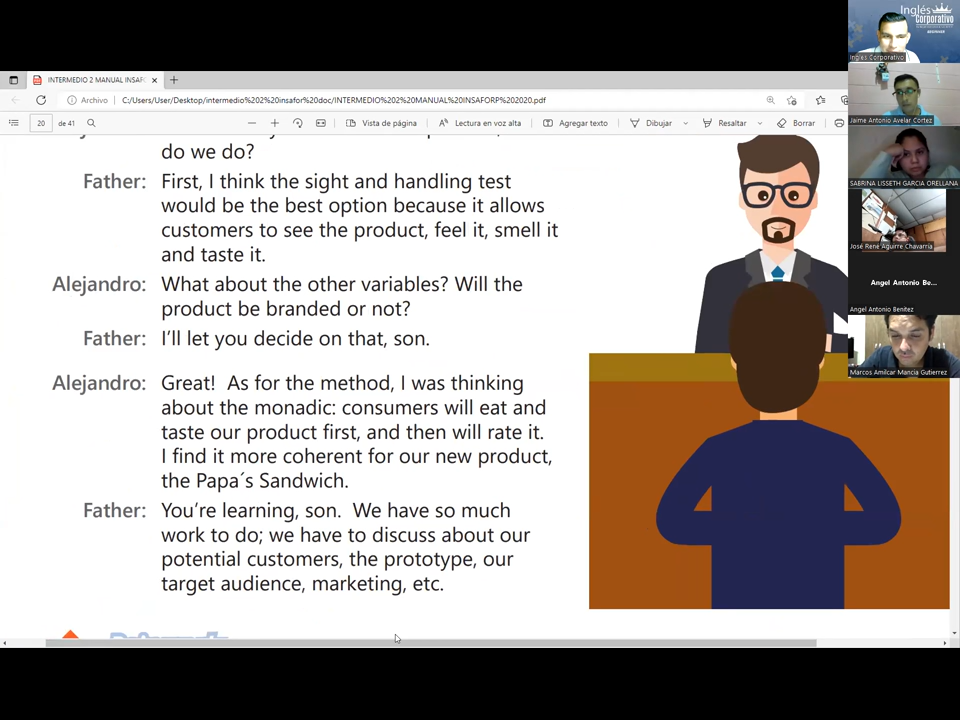 Inglés
Corporativo
Ingles Corporativo
INTERMEDIO 2 MANUAL INSAFO
Archivo
C:/Users/User/Desktop/intermedio%202%20insafor%20doc/INTERMEDIO%202%20MANUAL%20INSAFORP%202020.pdf
20 de 41
Vista de página
Lectura en voz alta
Agregar texto
Dibujar
Resaltar
Borrar
do we do?
Father: First, I think the sight and handling test
would be the best option because it allows
customers to see the product, feel it, smell it
and taste it.
Alejandro: What about the other variables? Will the
product be branded or not?
Father: I'll let you decide on that, son.
Alejandro: Great! As for the method, I was thinking
about the monadic: consumers will eat and
taste our product first, and then will rate it.
I find it more coherent for our new product,
the Papa´s Sandwich.
Father: You're learning, son. We have so much
work to do; we have to discuss about our
potential customers, the prototype, our
target audience, marketing, etc.
Jaime Antonio Avelar Cortez
SABRINA LISSETH GARCIA ORELLANA
José Rene Aguirre Chavarria
Angel Antonio Be...
Angel Antonio Benitez
Marcos Amilcar Mancia Gutierrez